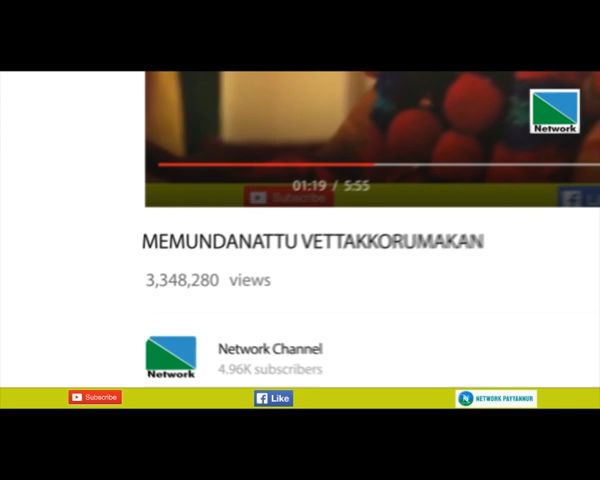 Network
01:19 / 5:55
Subscribe
MEMUNDANATTU VETTAKKORUMAKAN
3,348,280 views
Network
Network Channel
4.96K subscribers
Subscribe
Like
NETWORK PATTANNUR